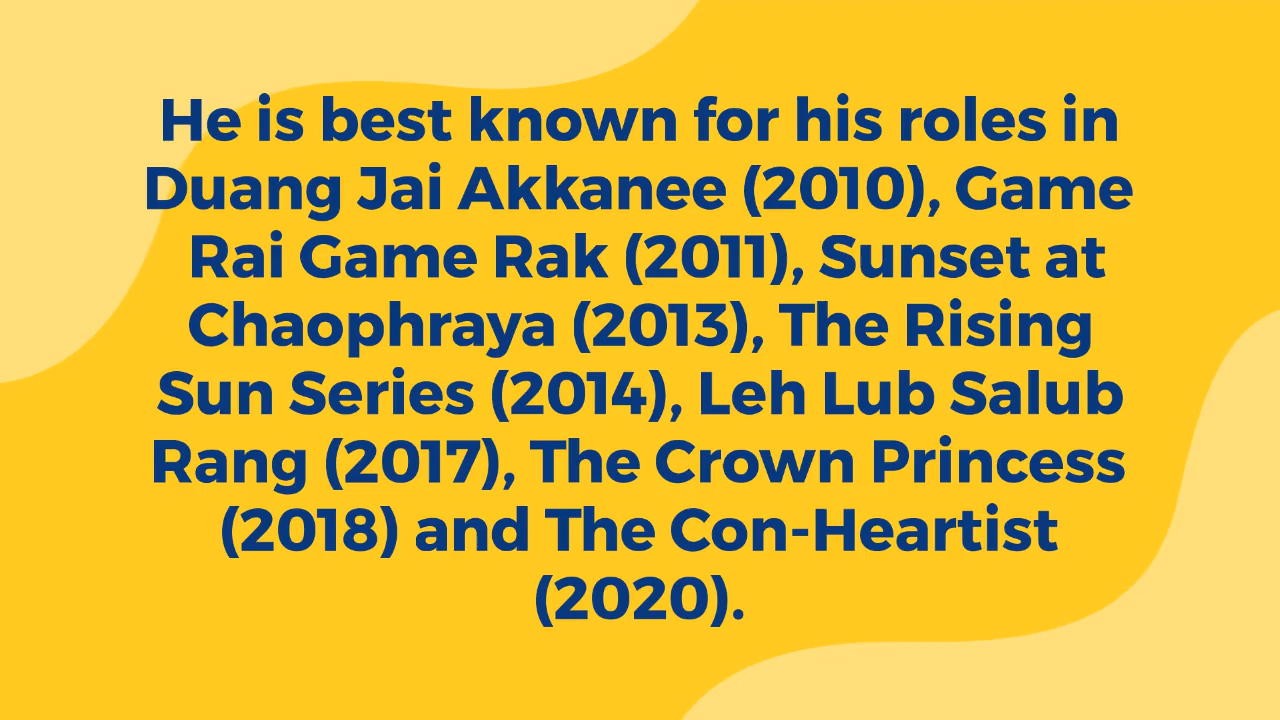 He is best known for his roles in
Duang Jai Akkanee (2010), Game
Rai Game Rak (2011), Sunset at
Chaophraya (2013), The Rising
Sun Series (2014), Leh Lub Salub
Rang (2017), The Crown Princess
(2018) and The Con-Heartist
(2020).